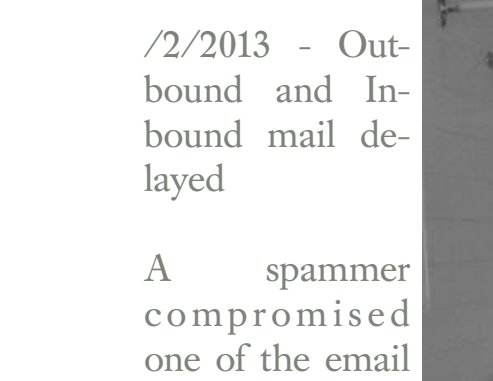 /2/2013 - Out-
bound and In-
bound mail de-
layed
A spammer
compromised
one of the email